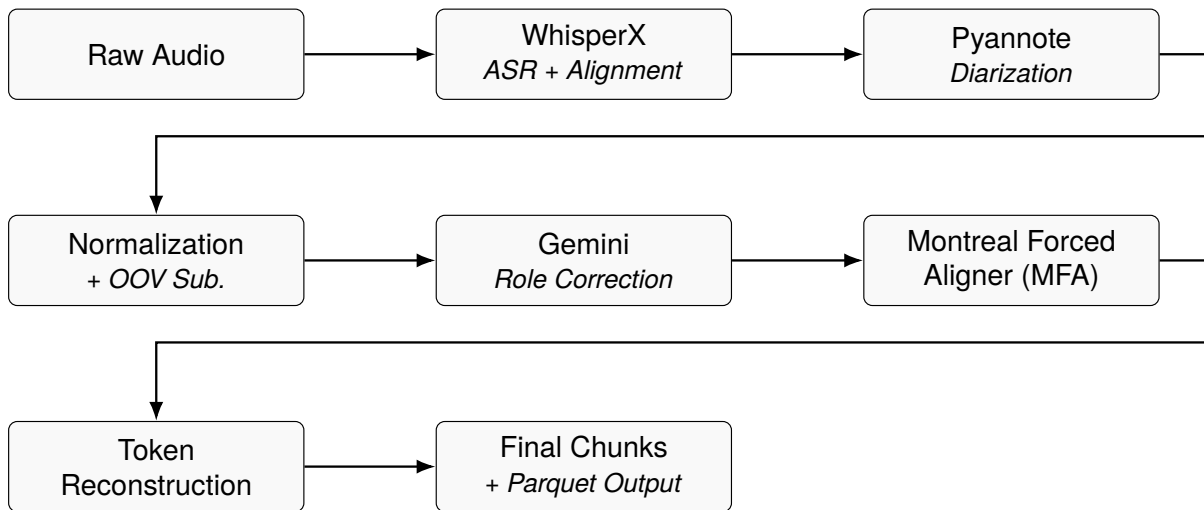 Raw Audio
WhisperX
ASR + Alignment
Pyannote
Diarization
Normalization
+ OOV Sub.
Gemini
Role Correction
Montreal Forced
Aligner (MFA)
Token
Reconstruction
Final Chunks
+ Parquet Output